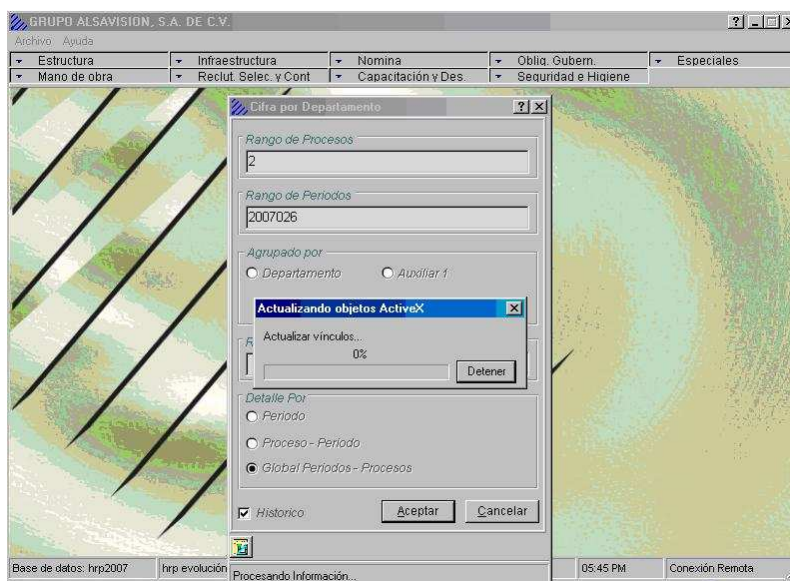 GRUPO ALSAVISION, S.A. DE C.V.
Archivo Ayuda
Estructura Infraestructura Nomina Oblig. Gubern. Especiales
Mano de obra Reclut. Selec. y Cont Capacitación y Des. Seguridad e Higiene
Cifra por Departamento
Rango de Procesos
2
Rango de Periodos
2007026
Agrupado por
Departamento Auxiliar 1
Actualizando objetos ActiveX
Actualizar vínculos...
0%
Detener
R
Detalle Por
Periodo
Proceso - Período
Global Periodos - Procesos
Historico Aceptar Cancelar
Base de datos: hrp2007 hrp evolución Procesando Información... 05:45 PM Conexión Remota